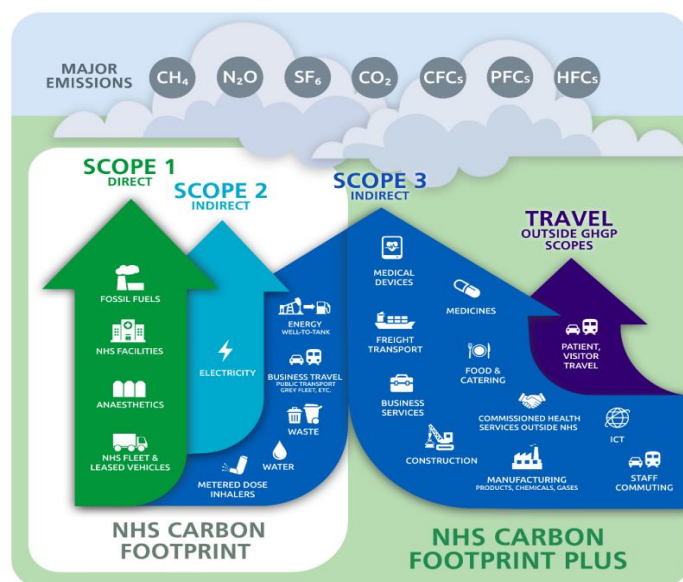 MAJOR
EMISSIONS
CH₄
N₂O
SF₆
CO₂
CFCs
PFCs
HFCs
SCOPE 1
DIRECT
SCOPE 2
INDIRECT
SCOPE 3
INDIRECT
TRAVEL
OUTSIDE GHGP
SCOPES
FOSSIL FUELS
NHS FACILITIES
ANAESTHETICS
NHS FLEET &
LEASED VEHICLES
ELECTRICITY
ENERGY
WELL-TO-TANK
BUSINESS TRAVEL
PUBLIC TRANSPORT
GREY FLEET, ETC.
WASTE
WATER
METERED DOSE
INHALERS
MEDICAL
DEVICES
MEDICINES
FREIGHT
TRANSPORT
FOOD &
CATERING
BUSINESS
SERVICES
COMMISSIONED HEALTH
SERVICES OUTSIDE NHS
CONSTRUCTION
MANUFACTURING
PRODUCTS, CHEMICALS, GASES
ICT
STAFF
COMMUTING
PATIENT,
VISITOR
TRAVEL
NHS CARBON
FOOTPRINT
NHS CARBON
FOOTPRINT PLUS